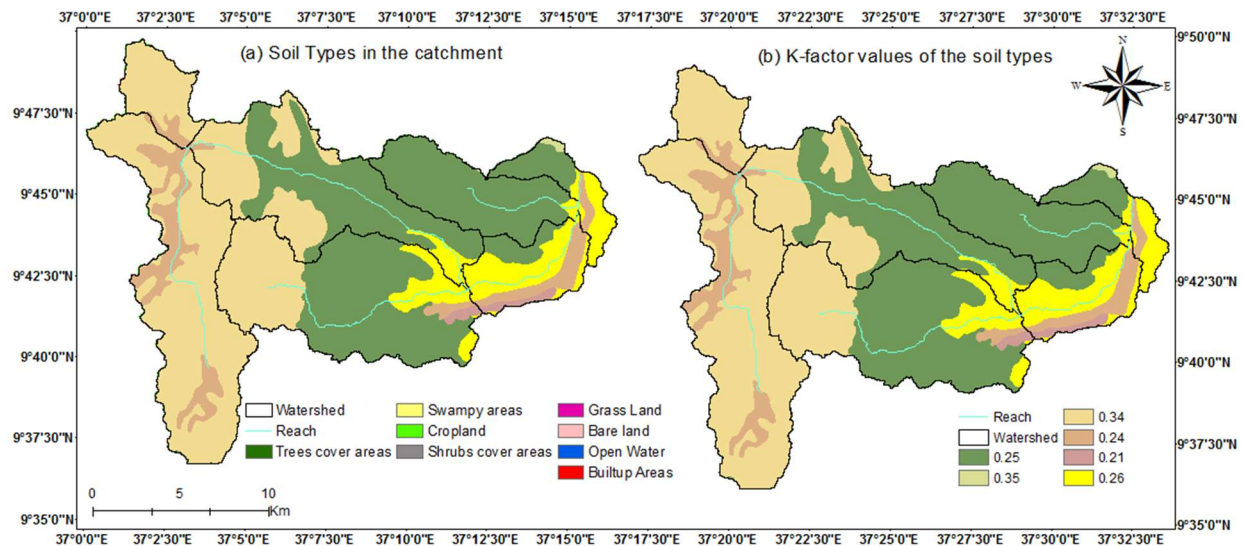 37°0'0"E 37°2'30"E 37°5'0"E 37°7'30"E 37°10'0"E 37°12'30"E 37°15'0"E 37°17'30"E 37°20'0"E 37°22'30"E 37°25'0"E 37°27'30"E 37°30'0"E 37°32'30"E
(a) Soil Types in the catchment
(b) K-factor values of the soil types
N
W
E
S
9°47'30"N
9°45'0"N
9°42'30"N
9°40'0"N
9°37'30"N
9°35'0"N
9°50'0"N
9°47'30"N
9°45'0"N
9°42'30"N
9°40'0"N
9°37'30"N
9°35'0"N
Watershed
Reach
Trees cover areas
Swampy areas
Cropland
Shrubs cover areas
Grass Land
Bare land
Open Water
Builtup Areas
0 5 10
Km
Reach
Watershed
0.25
0.35
0.34
0.24
0.21
0.26
37°0'0"E 37°2'30"E 37°5'0"E 37°7'30"E 37°10'0"E 37°12'30"E 37°15'0"E 37°17'30"E 37°20'0"E 37°22'30"E 37°25'0"E 37°27'30"E 37°30'0"E 37°32'30"E